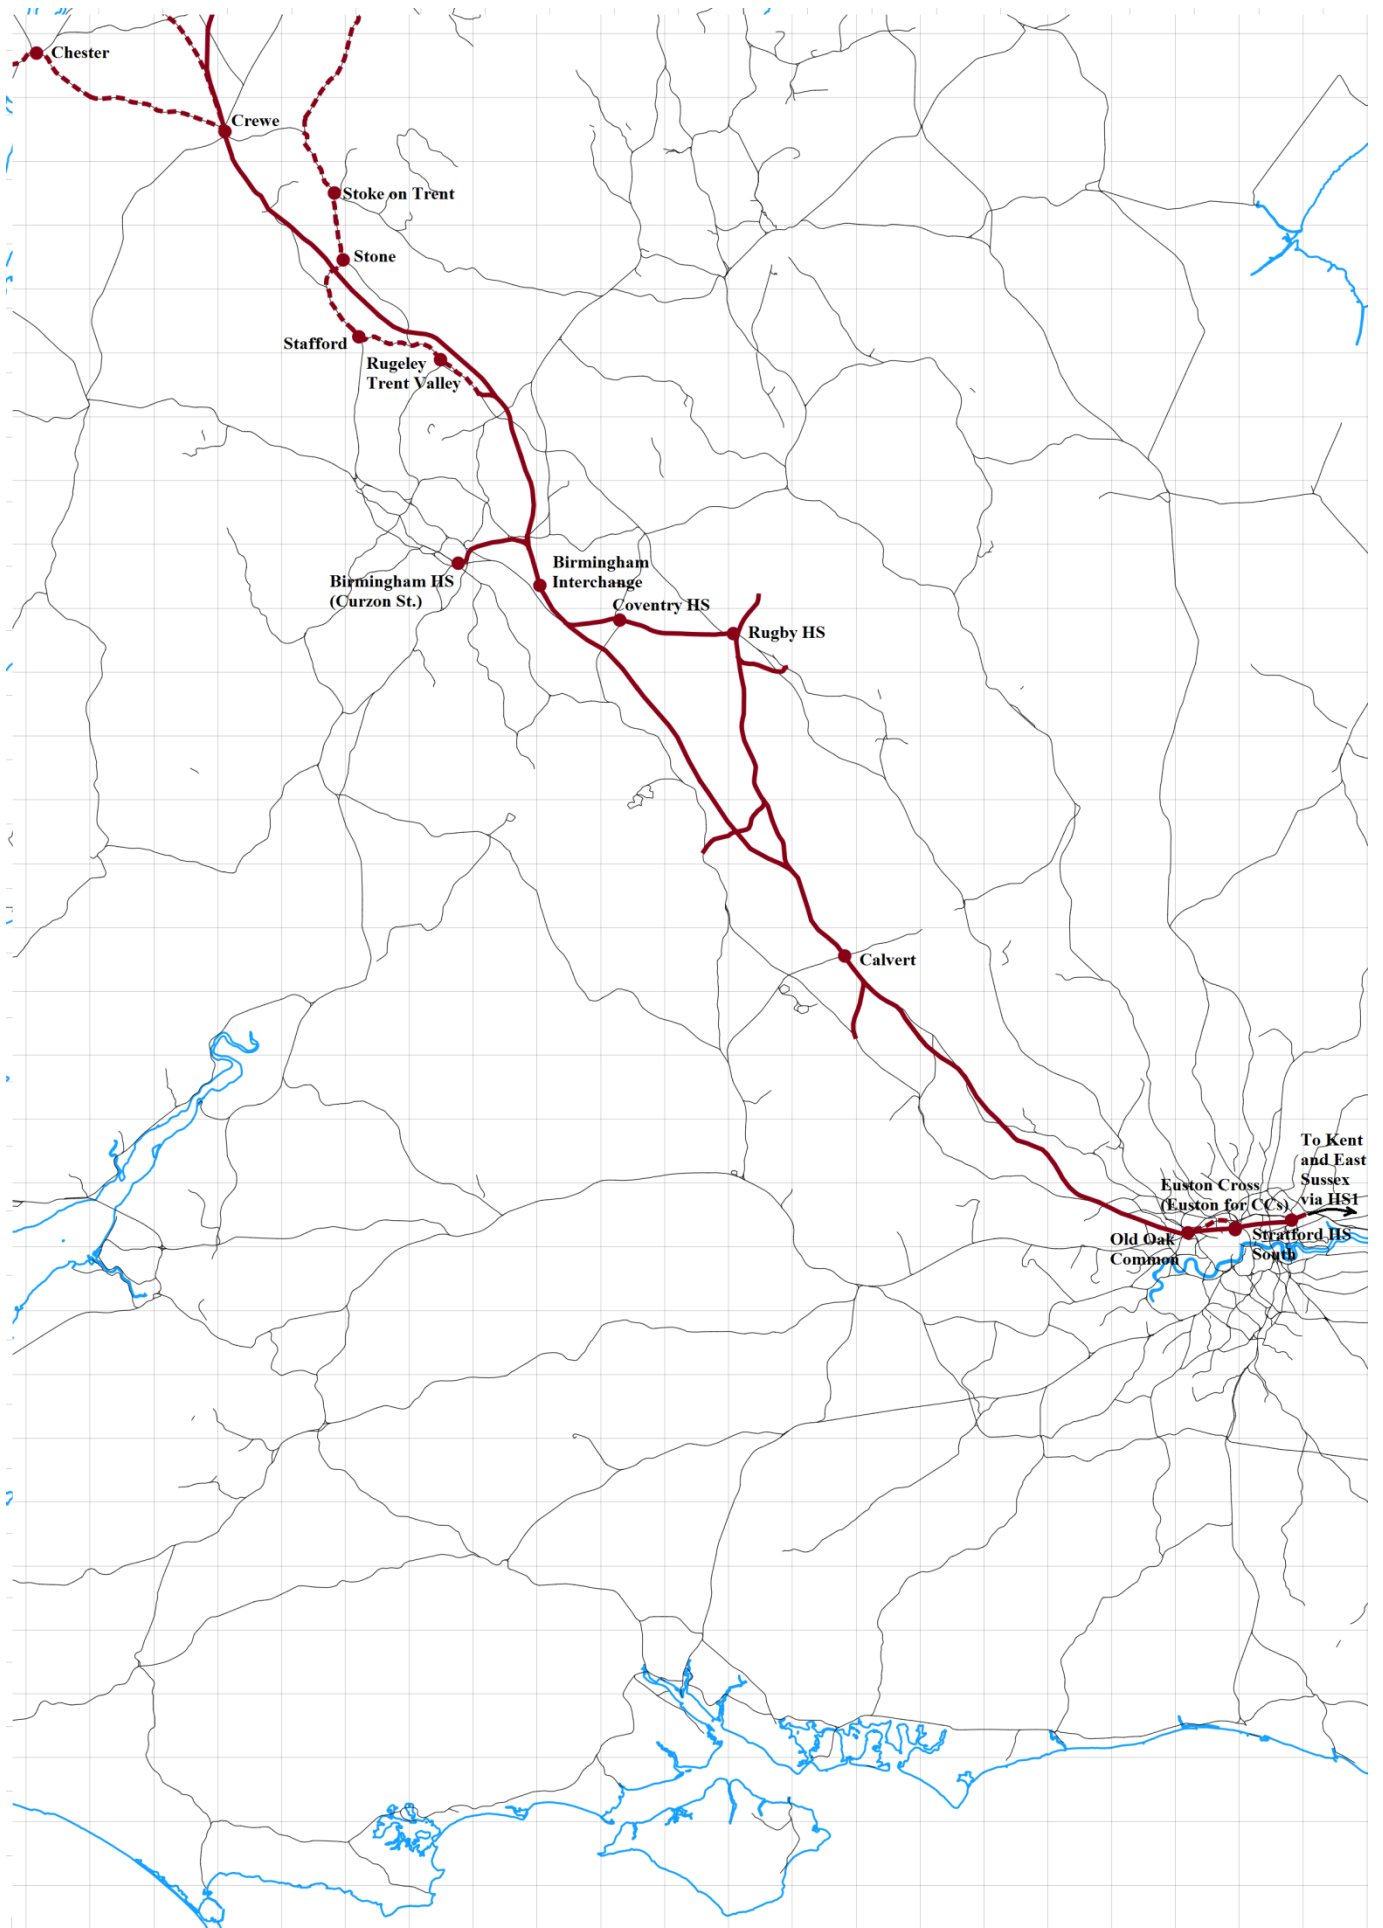 Chester
Crewe
Stoke on Trent
Stone
Stafford
Rugeley
Trent Valley
Birmingham
Interchange
Birmingham HS
(Curzon St.)
Coventry HS
Rugby HS
Calvert
To Kent
and East
Sussex
via HS1
Euston Cross
(Euston for CCs)
Old Oak
Common
Stratford HS
South